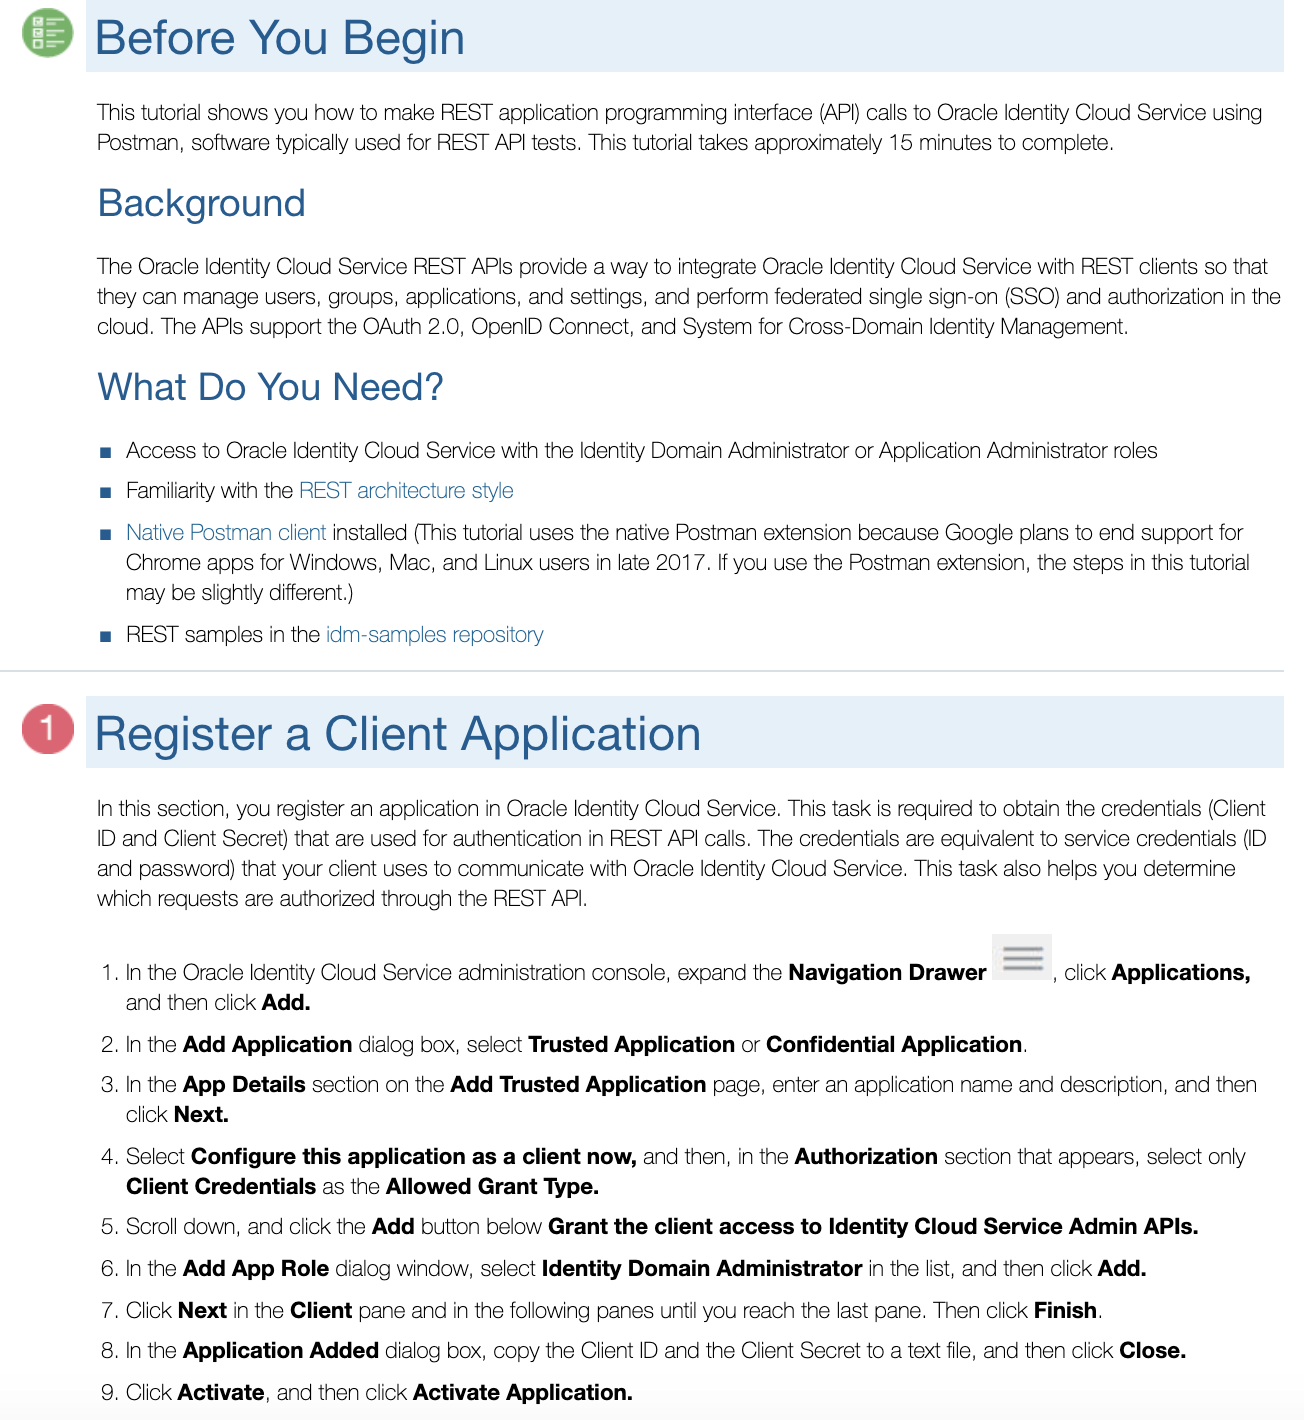 Before You Begin
This tutorial shows you how to make REST application programming interface (API) calls to Oracle Identity Cloud Service using
Postman, software typically used for REST API tests. This tutorial takes approximately 15 minutes to complete.
Background
The Oracle Identity Cloud Service REST APIs provide a way to integrate Oracle Identity Cloud Service with REST clients so that
they can manage users, groups, applications, and settings, and perform federated single sign-on (SSO) and authorization in the
cloud. The APIs support the OAuth 2.0, OpenID Connect, and System for Cross-Domain Identity Management.
What Do You Need?
Access to Oracle Identity Cloud Service with the Identity Domain Administrator or Application Administrator roles
Familiarity with the REST architecture style
Native Postman client installed (This tutorial uses the native Postman extension because Google plans to end support for
Chrome apps for Windows, Mac, and Linux users in late 2017. If you use the Postman extension, the steps in this tutorial
may be slightly different.)
REST samples in the idm-samples repository
1 Register a Client Application
In this section, you register an application in Oracle Identity Cloud Service. This task is required to obtain the credentials (Client
ID and Client Secret) that are used for authentication in REST API calls. The credentials are equivalent to service credentials (ID
and password) that your client uses to communicate with Oracle Identity Cloud Service. This task also helps you determine
which requests are authorized through the REST API.
1. In the Oracle Identity Cloud Service administration console, expand the Navigation Drawer , click Applications,
and then click Add.
2. In the Add Application dialog box, select Trusted Application or Confidential Application.
3. In the App Details section on the Add Trusted Application page, enter an application name and description, and then
click Next.
4. Select Configure this application as a client now, and then, in the Authorization section that appears, select only
Client Credentials as the Allowed Grant Type.
5. Scroll down, and click the Add button below Grant the client access to Identity Cloud Service Admin APIs.
6. In the Add App Role dialog window, select Identity Domain Administrator in the list, and then click Add.
7. Click Next in the Client pane and in the following panes until you reach the last pane. Then click Finish.
8. In the Application Added dialog box, copy the Client ID and the Client Secret to a text file, and then click Close.
9. Click Activate, and then click Activate Application.